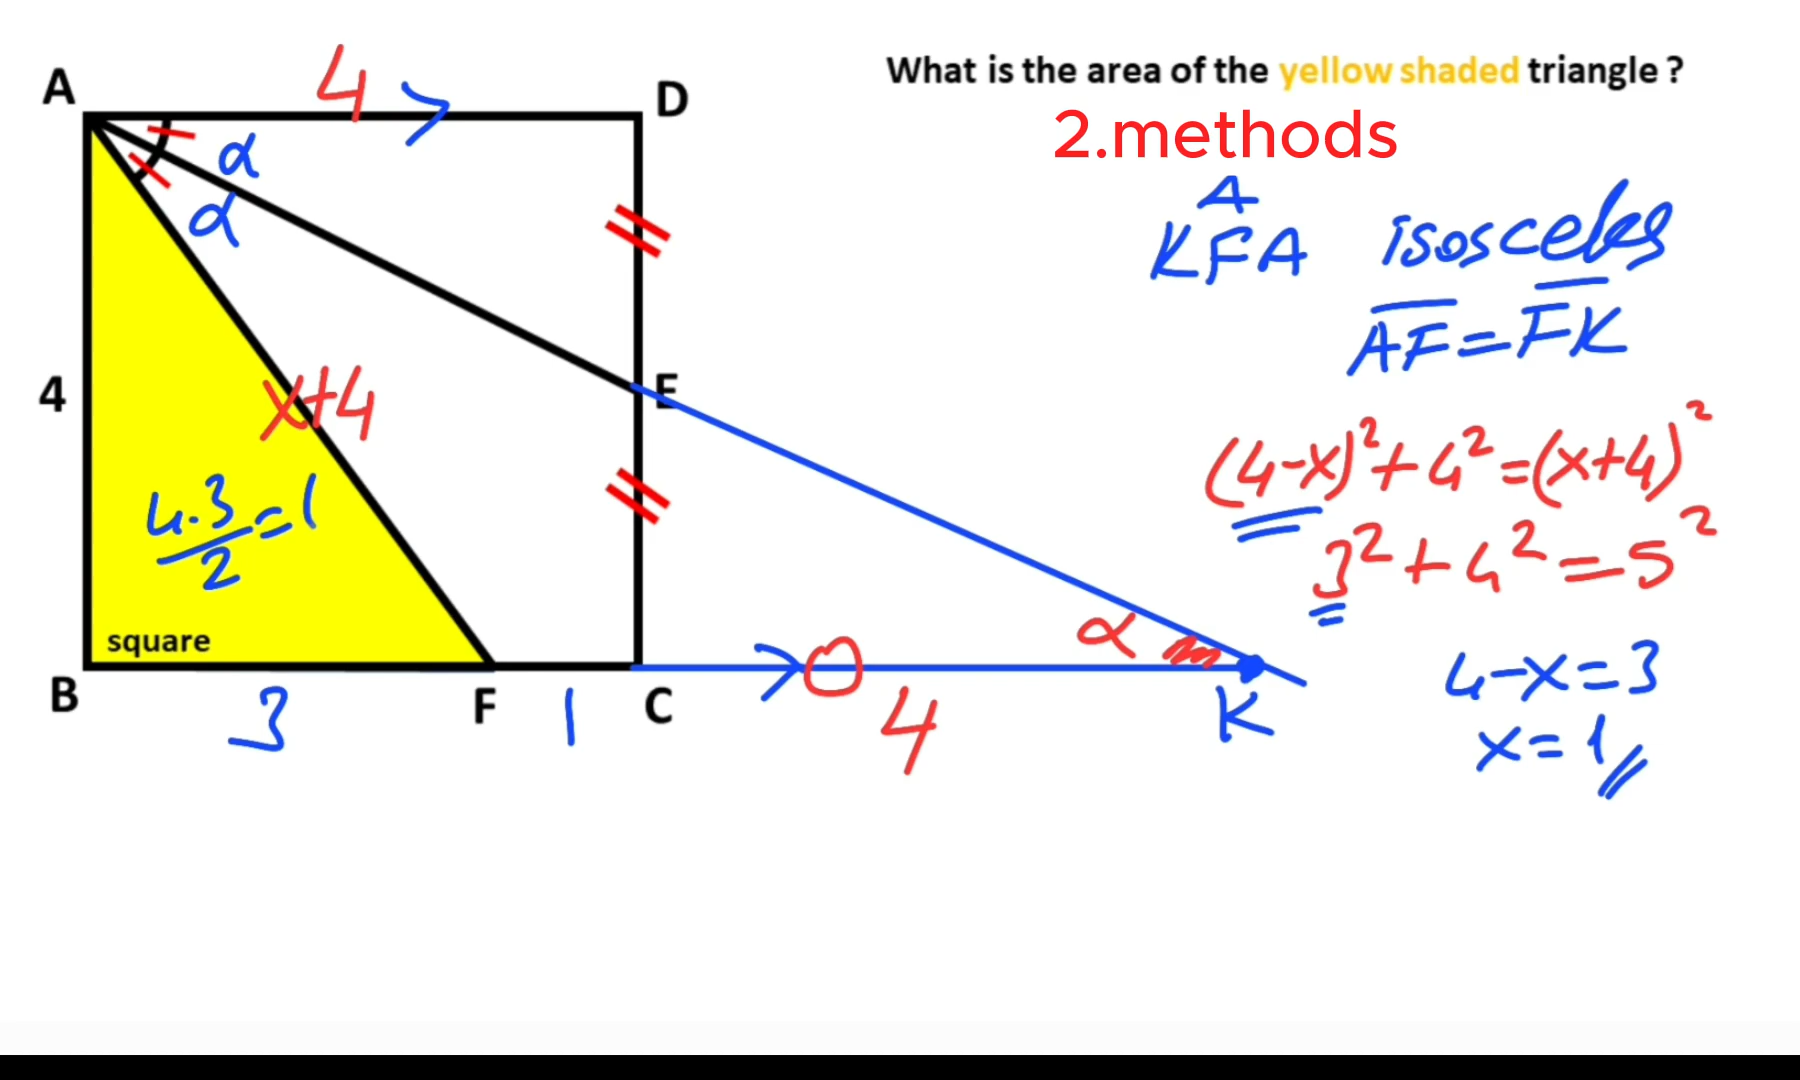 What is the area of the yellow shaded triangle ?
2.methods
A
4
D
α
α
KFA isosceles
AF=FK
4
x+4
E
(4-x)²+4²=(x+4)²
3²+4²=5²
4·3/2=1
square
α
4-x=3
x=1
B
3
F
1
C
4
K